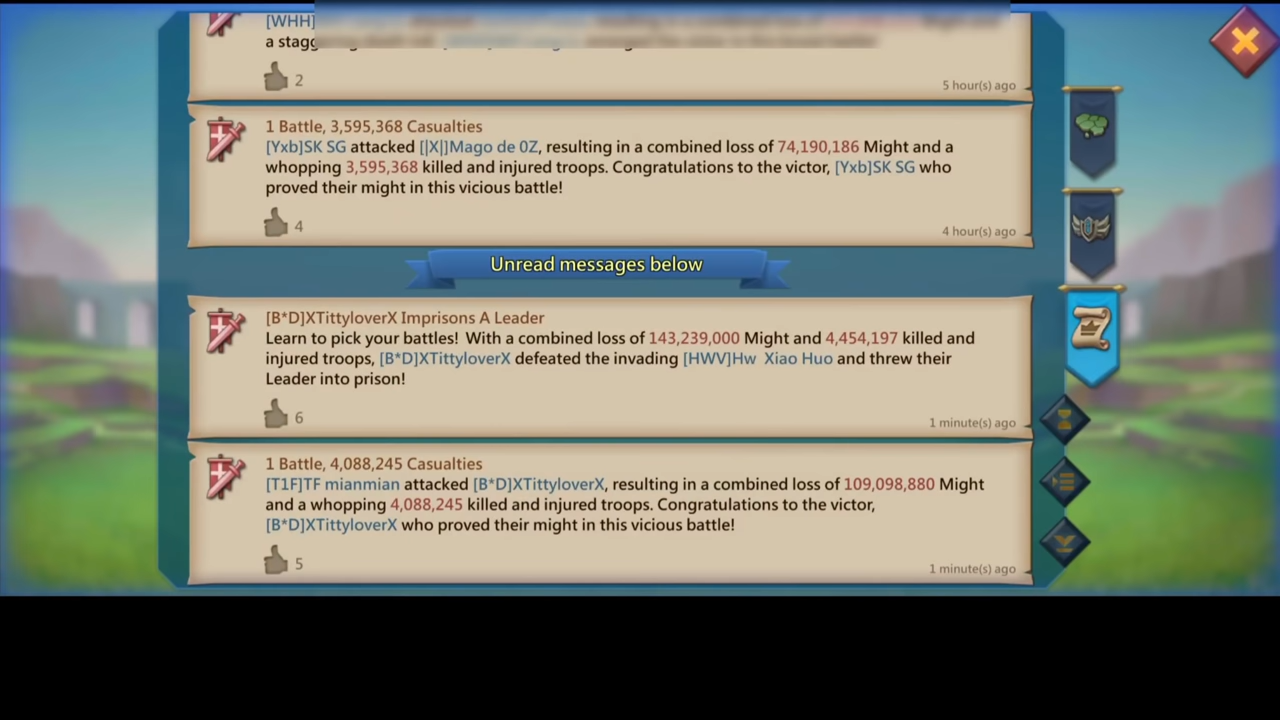 [WHH]
a stag
2
5 hour(s) ago
1 Battle, 3,595,368 Casualties
[Yxb]SK SG attacked [|X|]Mago de 0Z, resulting in a combined loss of 74,190,186 Might and a
whopping 3,595,368 killed and injured troops. Congratulations to the victor, [Yxb]SK SG who
proved their might in this vicious battle!
4
4 hour(s) ago
Unread messages below
[B*D]XTittyloverX Imprisons A Leader
Learn to pick your battles! With a combined loss of 143,239,000 Might and 4,454,197 killed and
injured troops, [B*D]XTittyloverX defeated the invading [HWV]Hw Xiao Huo and threw their
Leader into prison!
6
1 minute(s) ago
1 Battle, 4,088,245 Casualties
[T1F]TF mianmian attacked [B*D]XTittyloverX, resulting in a combined loss of 109,098,880 Might
and a whopping 4,088,245 killed and injured troops. Congratulations to the victor,
[B*D]XTittyloverX who proved their might in this vicious battle!
5
1 minute(s) ago